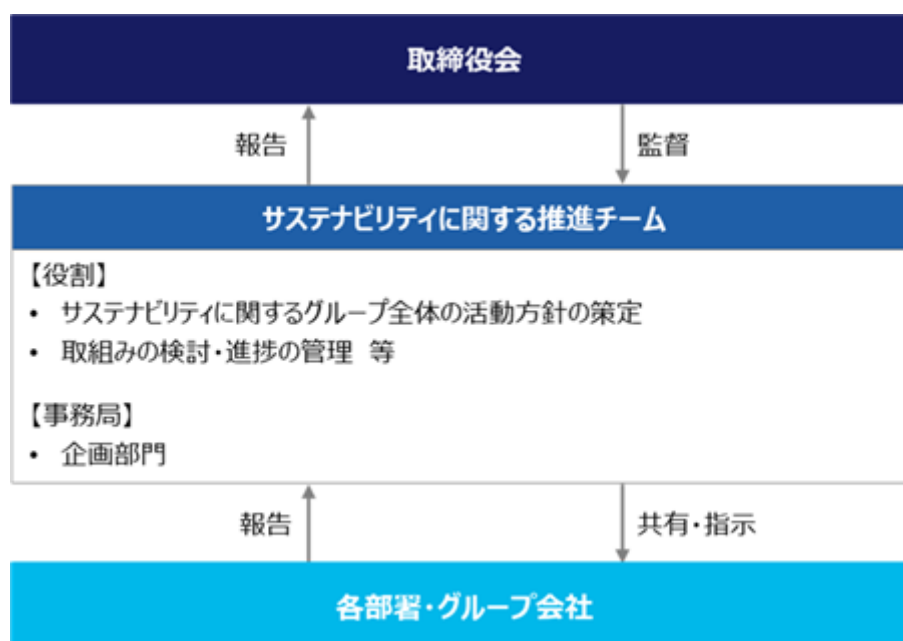 取締役会
報告
監督
サステナビリティに関する推進チーム
【役割】
• サステナビリティに関するグループ全体の活動方針の策定
• 取組みの検討・進捗の管理　等
【事務局】
• 企画部門
報告
共有・指示
各部署・グループ会社